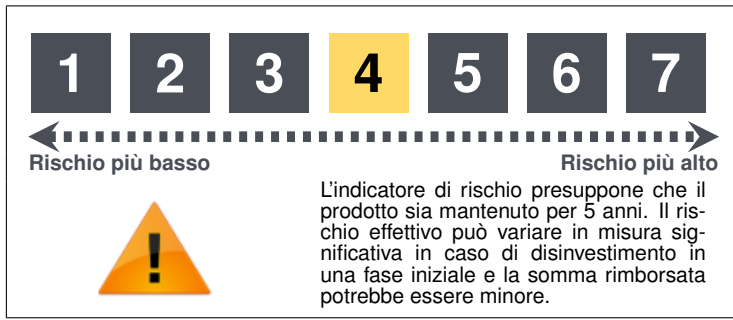 1 2 3 4 5 6 7
Rischio più basso Rischio più alto
L'indicatore di rischio presuppone che il
prodotto sia mantenuto per 5 anni. Il ris-
chio effettivo può variare in misura sig-
nificativa in caso di disinvestimento in
una fase iniziale e la somma rimborsata
potrebbe essere minore.
!